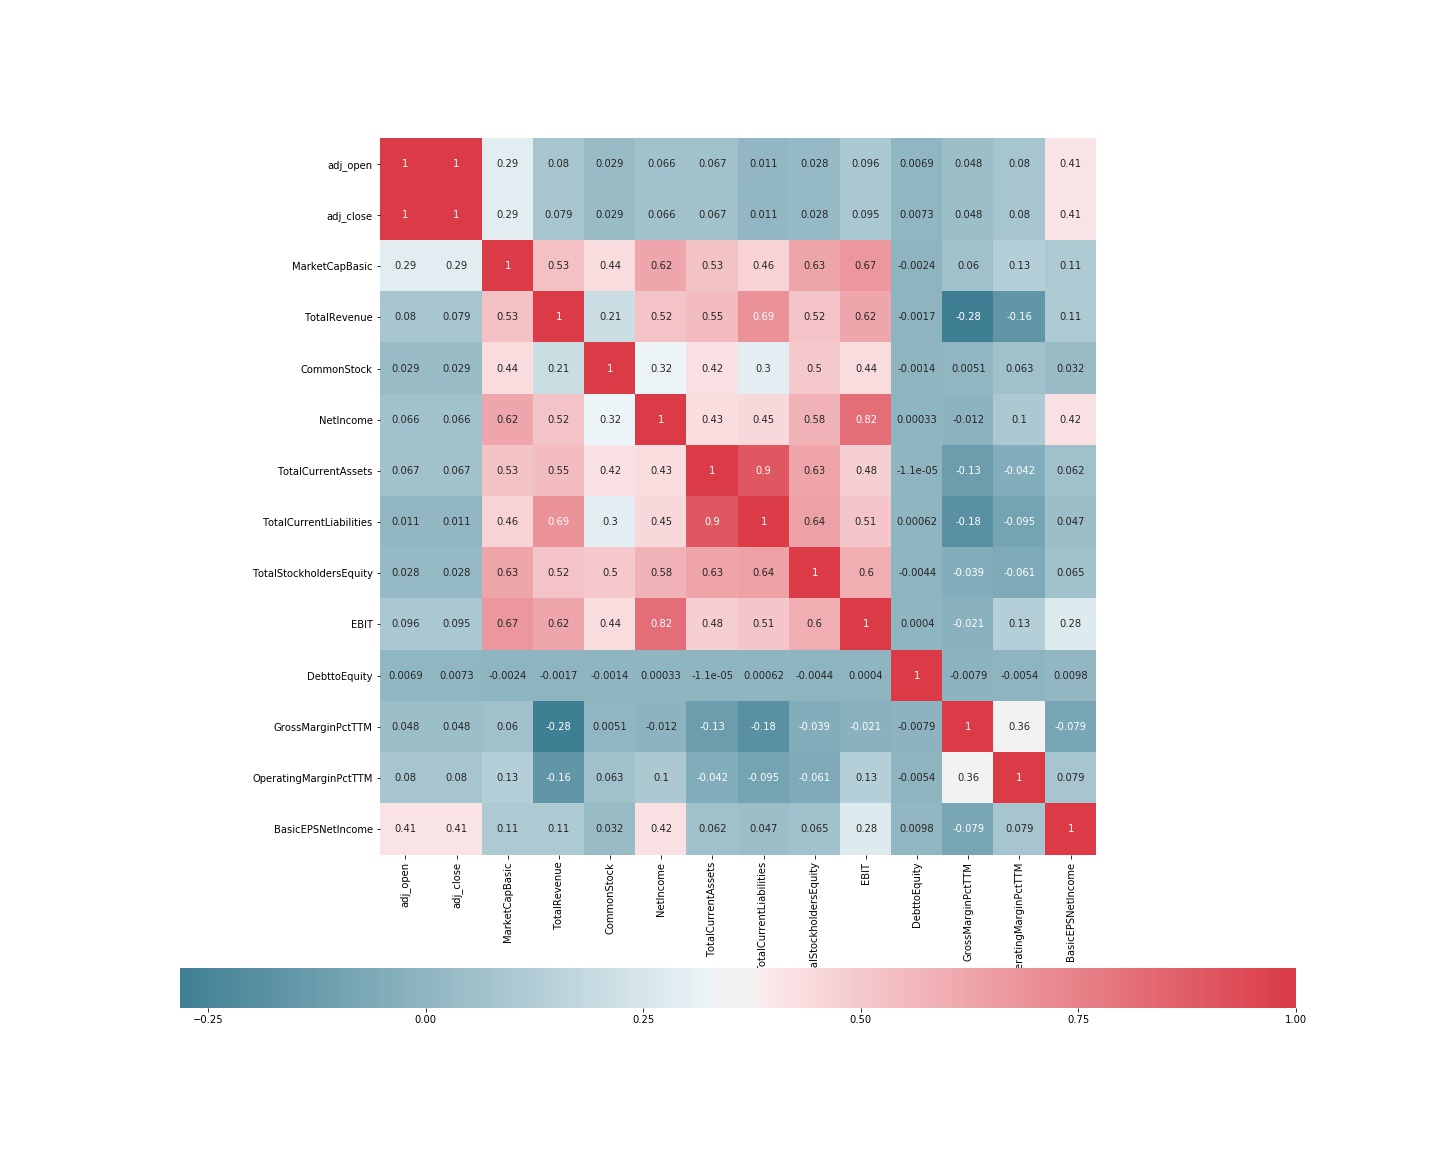 adj_open 1 1 0.29 0.08 0.029 0.066 0.067 0.011 0.028 0.096 0.0069 0.048 0.08 0.41
adj_close 1 1 0.29 0.079 0.029 0.066 0.067 0.011 0.028 0.095 0.0073 0.048 0.08 0.41
MarketCapBasic 0.29 0.29 1 0.53 0.44 0.62 0.53 0.46 0.63 0.67 -0.0024 0.06 0.13 0.11
TotalRevenue 0.08 0.079 0.53 1 0.21 0.52 0.55 0.69 0.52 0.62 -0.0017 -0.28 -0.16 0.11
CommonStock 0.029 0.029 0.44 0.21 1 0.32 0.42 0.3 0.5 0.44 -0.0014 0.0051 0.063 0.032
NetIncome 0.066 0.066 0.62 0.52 0.32 1 0.43 0.45 0.58 0.82 0.00033 -0.012 0.1 0.42
TotalCurrentAssets 0.067 0.067 0.53 0.55 0.42 0.43 1 0.9 0.63 0.48 -1.1e-05 -0.13 -0.042 0.062
TotalCurrentLiabilities 0.011 0.011 0.46 0.69 0.3 0.45 0.9 1 0.64 0.51 0.00062 -0.18 -0.095 0.047
TotalStockholdersEquity 0.028 0.028 0.63 0.52 0.5 0.58 0.63 0.64 1 0.6 -0.0044 -0.039 -0.061 0.065
EBIT 0.096 0.095 0.67 0.62 0.44 0.82 0.48 0.51 0.6 1 0.0004 -0.021 0.13 0.28
DebttoEquity 0.0069 0.0073 -0.0024 -0.0017 -0.0014 0.00033 -1.1e-05 0.00062 -0.0044 0.0004 1 -0.0079 -0.0054 0.0098
GrossMarginPctTTM 0.048 0.048 0.06 -0.28 0.0051 -0.012 -0.13 -0.18 -0.039 -0.021 -0.0079 1 0.36 -0.079
OperatingMarginPctTTM 0.08 0.08 0.13 -0.16 0.063 0.1 -0.042 -0.095 -0.061 0.13 -0.0054 0.36 1 0.079
BasicEPSNetIncome 0.41 0.41 0.11 0.11 0.032 0.42 0.062 0.047 0.065 0.28 0.0098 -0.079 0.079 1
adj_open
adj_close
MarketCapBasic
TotalRevenue
CommonStock
NetIncome
TotalCurrentAssets
otalCurrentLiabilities
alStockholdersEquity
EBIT
DebttoEquity
GrossMarginPctTTM
eratingMarginPctTTM
BasicEPSNetIncome
−0.25 0.00 0.25 0.50 0.75 1.00